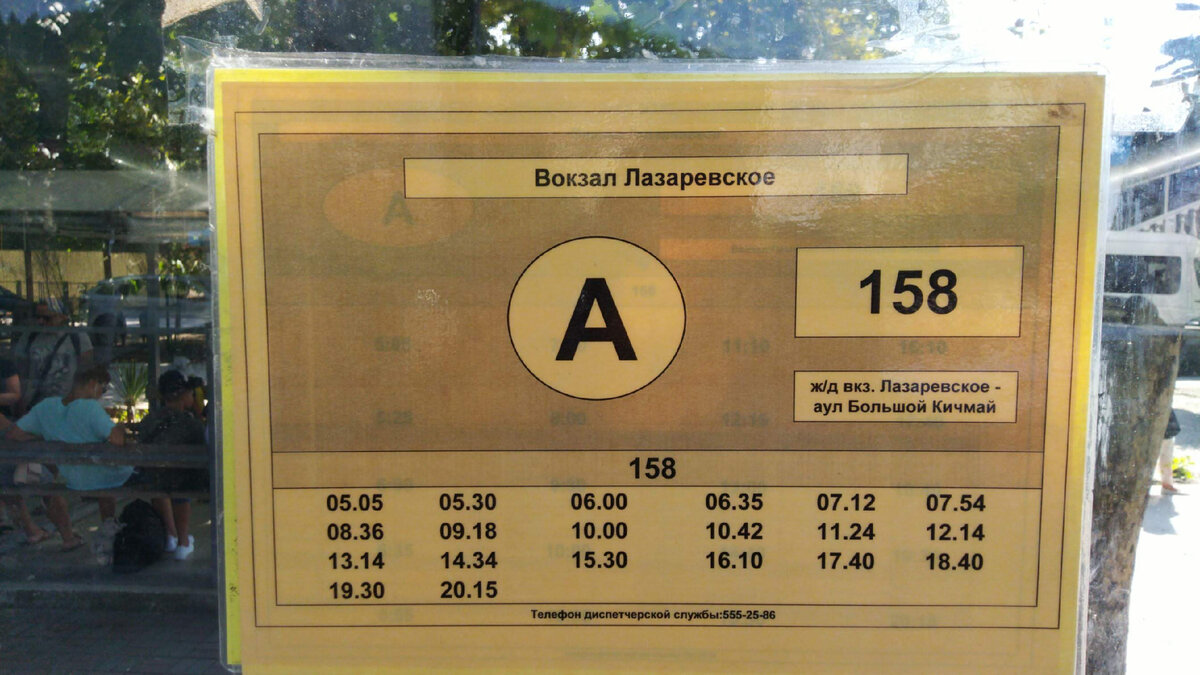 Вокзал Лазаревское
А
158
ж/д вкз. Лазаревское -
аул Большой Кичмай
158
05.05 05.30 06.00 06.35 07.12 07.54
08.36 09.18 10.00 10.42 11.24 12.14
13.14 14.34 15.30 16.10 17.40 18.40
19.30 20.15
Телефон диспетчерской службы:555-25-86